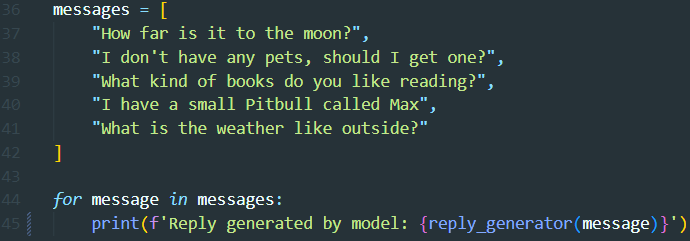 36 messages = [
37 "How far is it to the moon?",
38 "I don't have any pets, should I get one?",
39 "What kind of books do you like reading?",
40 "I have a small Pitbull called Max",
41 "What is the weather like outside?"
42 ]
43
44 for message in messages:
45 print(f'Reply generated by model: {reply_generator(message)}')